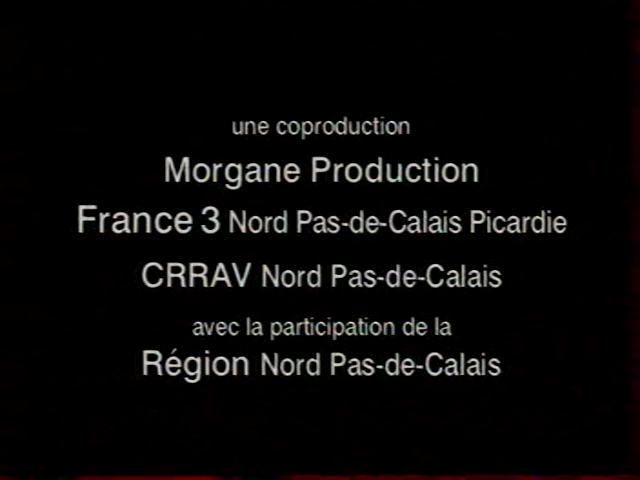 une coproduction
Morgane Production
France 3 Nord Pas-de-Calais Picardie
CRRAV Nord Pas-de-Calais
avec la participation de la
Région Nord Pas-de-Calais